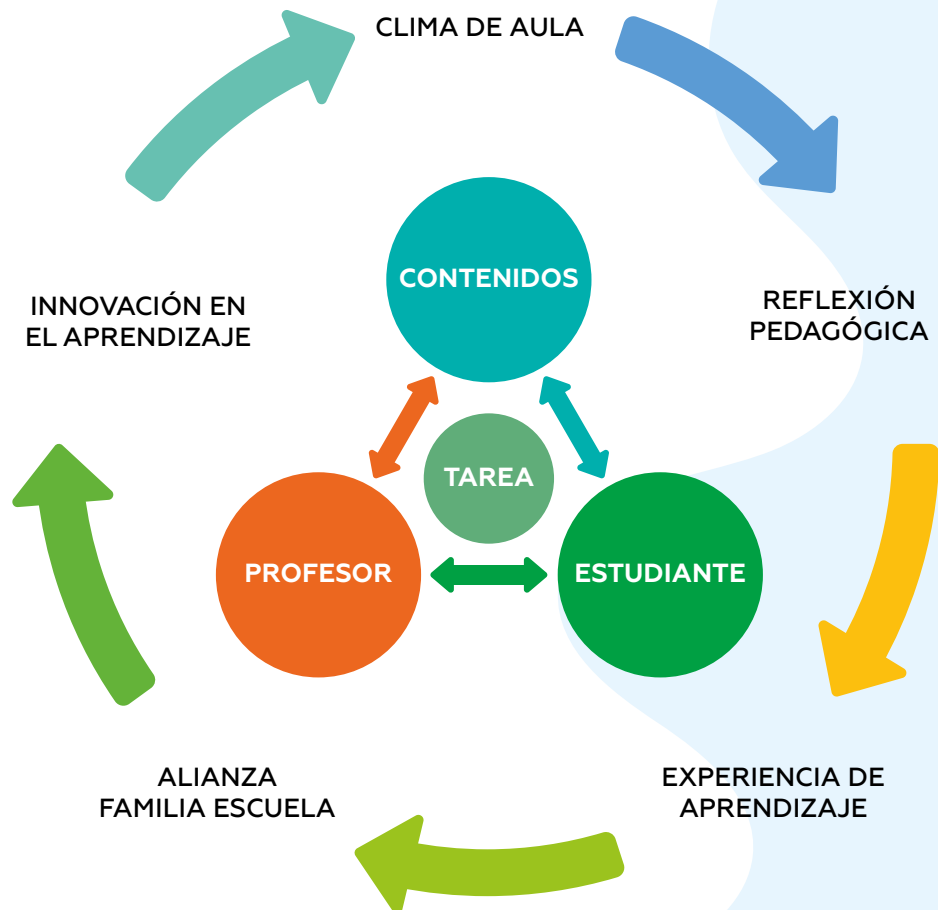 CLIMA DE AULA
CONTENIDOS
INNOVACIÓN EN
EL APRENDIZAJE
REFLEXIÓN
PEDAGÓGICA
TAREA
PROFESOR
ESTUDIANTE
ALIANZA
FAMILIA ESCUELA
EXPERIENCIA DE
APRENDIZAJE